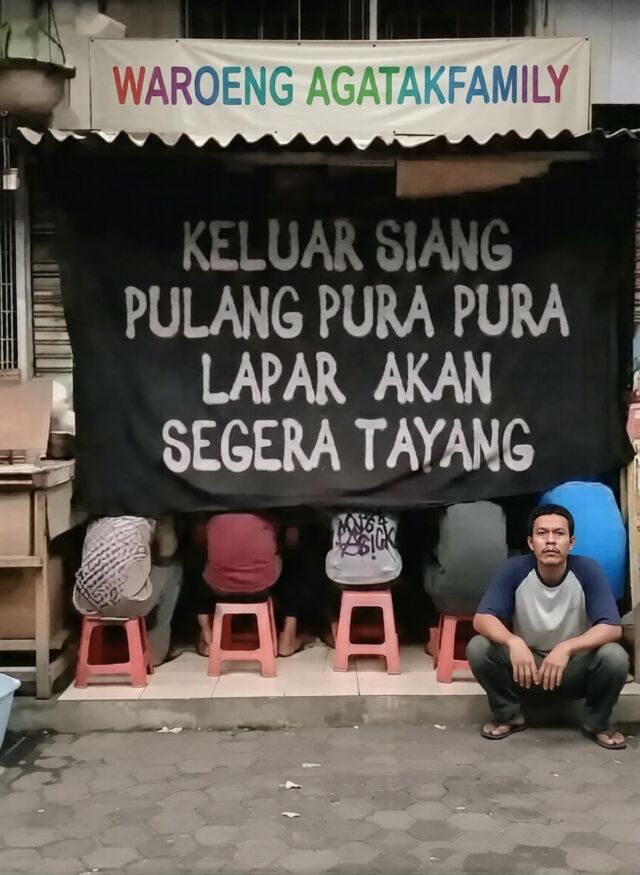 WAROENG AGATAKFAMILY
KELUAR SIANG
PULANG PURA PURA
LAPAR AKAN
SEGERA TAYANG